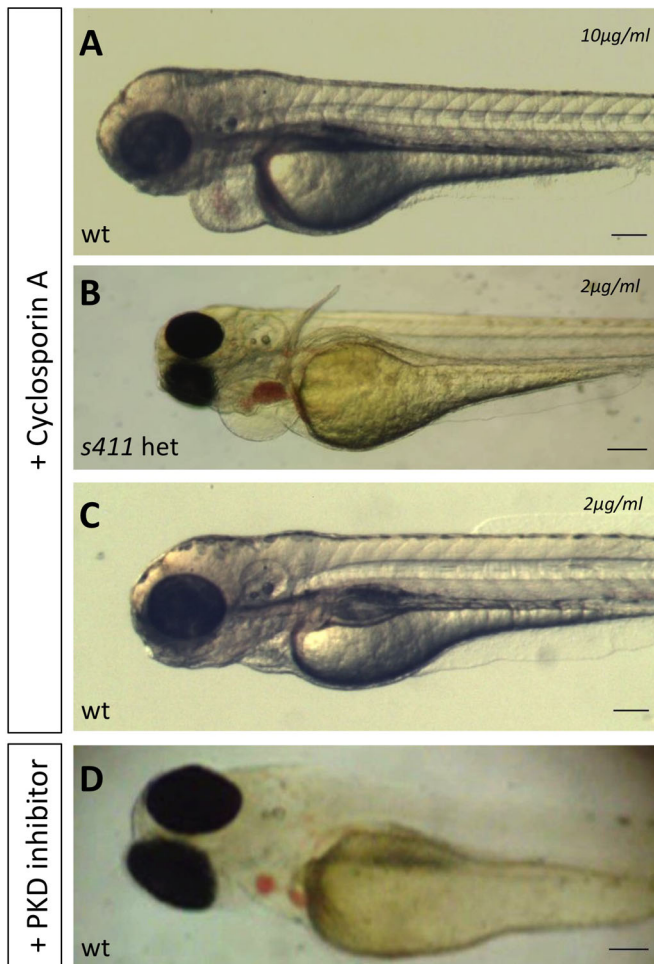 + Cyclosporin A
A
10µg/ml
wt
B
2µg/ml
s411 het
C
2µg/ml
wt
+ PKD inhibitor
D
wt